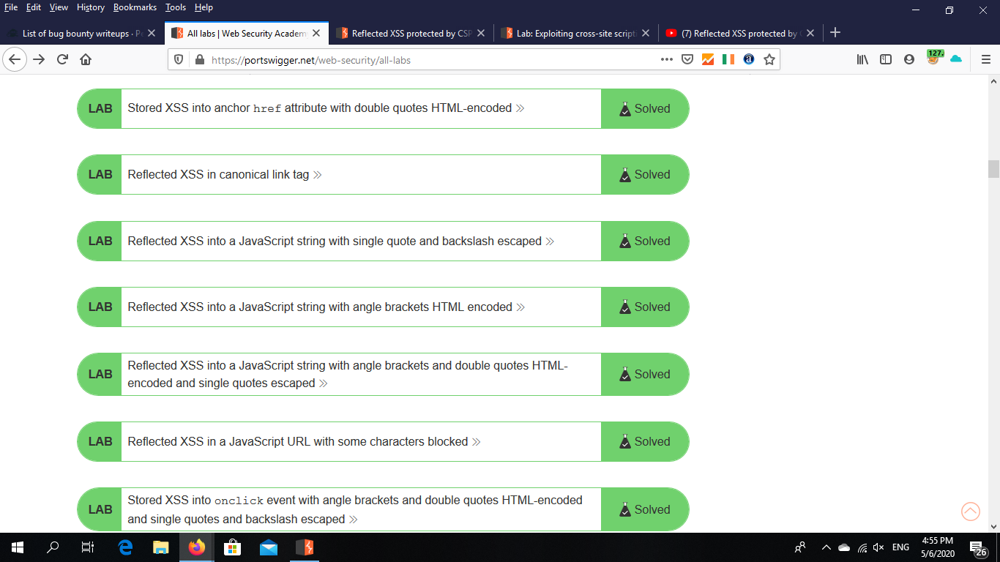 File Edit View History Bookmarks Tools Help
List of bug bounty writeups · Pe
All labs | Web Security Academy
Reflected XSS protected by CSP
Lab: Exploiting cross-site scripti
(7) Reflected XSS protected by C
https://portswigger.net/web-security/all-labs
127.
LAB Stored XSS into anchor href attribute with double quotes HTML-encoded Solved
LAB Reflected XSS in canonical link tag Solved
LAB Reflected XSS into a JavaScript string with single quote and backslash escaped Solved
LAB Reflected XSS into a JavaScript string with angle brackets HTML encoded Solved
LAB Reflected XSS into a JavaScript string with angle brackets and double quotes HTML-
encoded and single quotes escaped Solved
LAB Reflected XSS in a JavaScript URL with some characters blocked Solved
LAB Stored XSS into onclick event with angle brackets and double quotes HTML-encoded
and single quotes and backslash escaped Solved
ENG
4:55 PM
5/6/2020
26